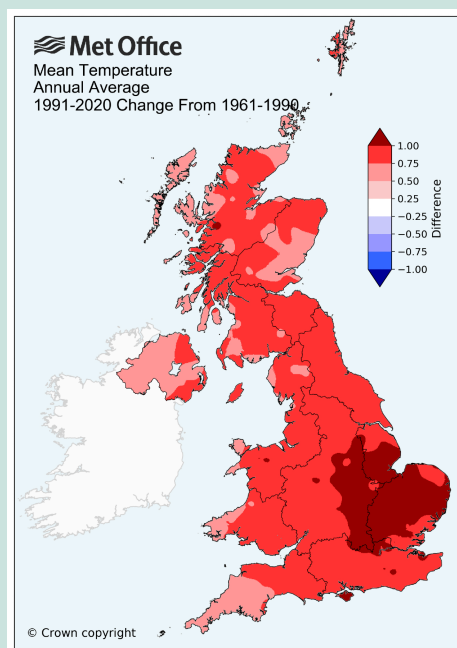 Met Office
Mean Temperature
Annual Average
1991-2020 Change From 1961-1990
1.00
0.75
0.50
0.25
−0.25
−0.50
−0.75
−1.00
Difference
© Crown copyright